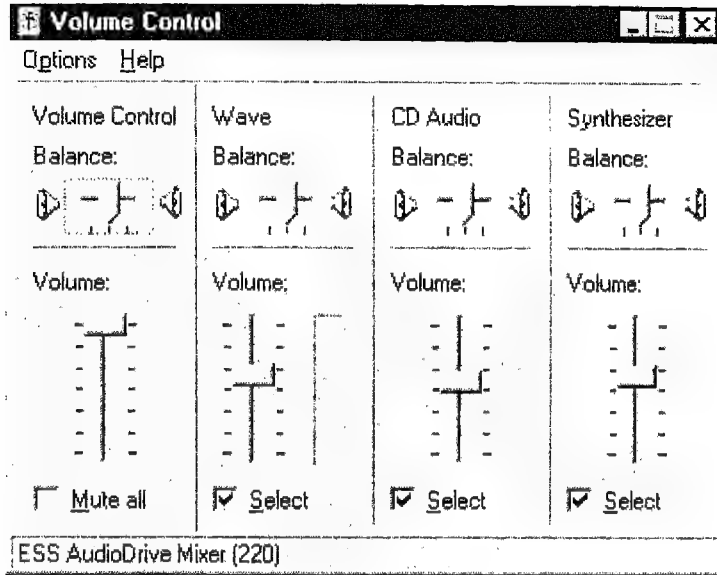 Volume Control
Options Help
Volume Control Wave CD Audio Synthesizer
Balance: Balance: Balance: Balance:
Volume: Volume: Volume: Volume:
Mute all Select Select Select
ESS AudioDrive Mixer (220)